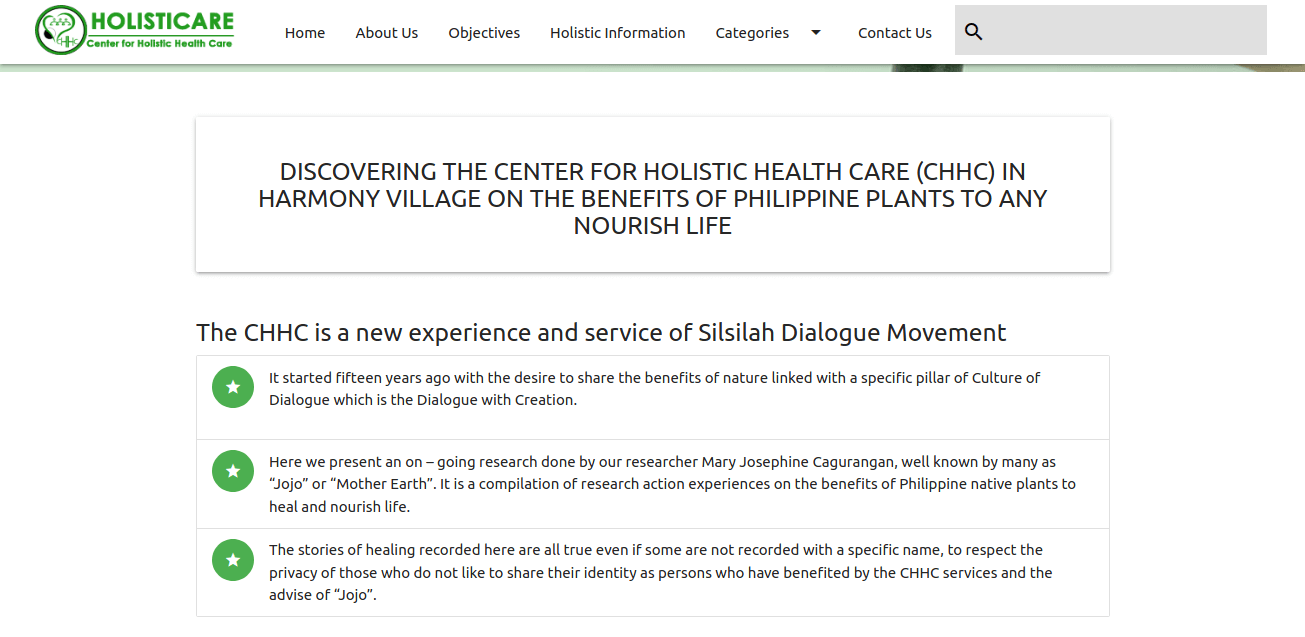 HOLISTICARE
Center for Holistic Health Care
CHHC
Home About Us Objectives Holistic Information Categories Contact Us
DISCOVERING THE CENTER FOR HOLISTIC HEALTH CARE (CHHC) IN
HARMONY VILLAGE ON THE BENEFITS OF PHILIPPINE PLANTS TO ANY
NOURISH LIFE
The CHHC is a new experience and service of Silsilah Dialogue Movement
It started fifteen years ago with the desire to share the benefits of nature linked with a specific pillar of Culture of
Dialogue which is the Dialogue with Creation.
Here we present an on – going research done by our researcher Mary Josephine Cagurangan, well known by many as
“Jojo” or “Mother Earth”. It is a compilation of research action experiences on the benefits of Philippine native plants to
heal and nourish life.
The stories of healing recorded here are all true even if some are not recorded with a specific name, to respect the
privacy of those who do not like to share their identity as persons who have benefited by the CHHC services and the
advise of “Jojo”.